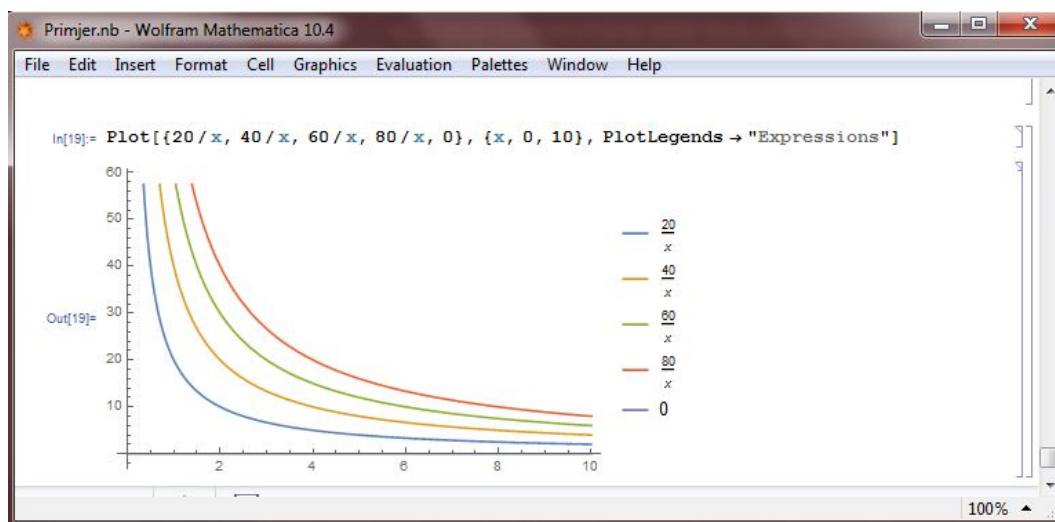 Primjer.nb - Wolfram Mathematica 10.4
File Edit Insert Format Cell Graphics Evaluation Palettes Window Help
In[19]:= Plot[{20/x, 40/x, 60/x, 80/x, 0}, {x, 0, 10}, PlotLegends → "Expressions"]
Out[19]=
60
50
40
30
20
10
2 4 6 8 10
20/x
40/x
60/x
80/x
0
100%